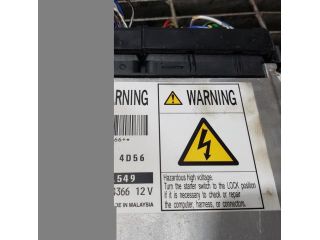 ARNING
66**
4D56
549
366 12V
DE IN MALAYSIA
WARNING
Hazardous high voltage.
Turn the starter switch to the LOCK position
if it is necessary to check or repair
the computer, harness, or connectors.